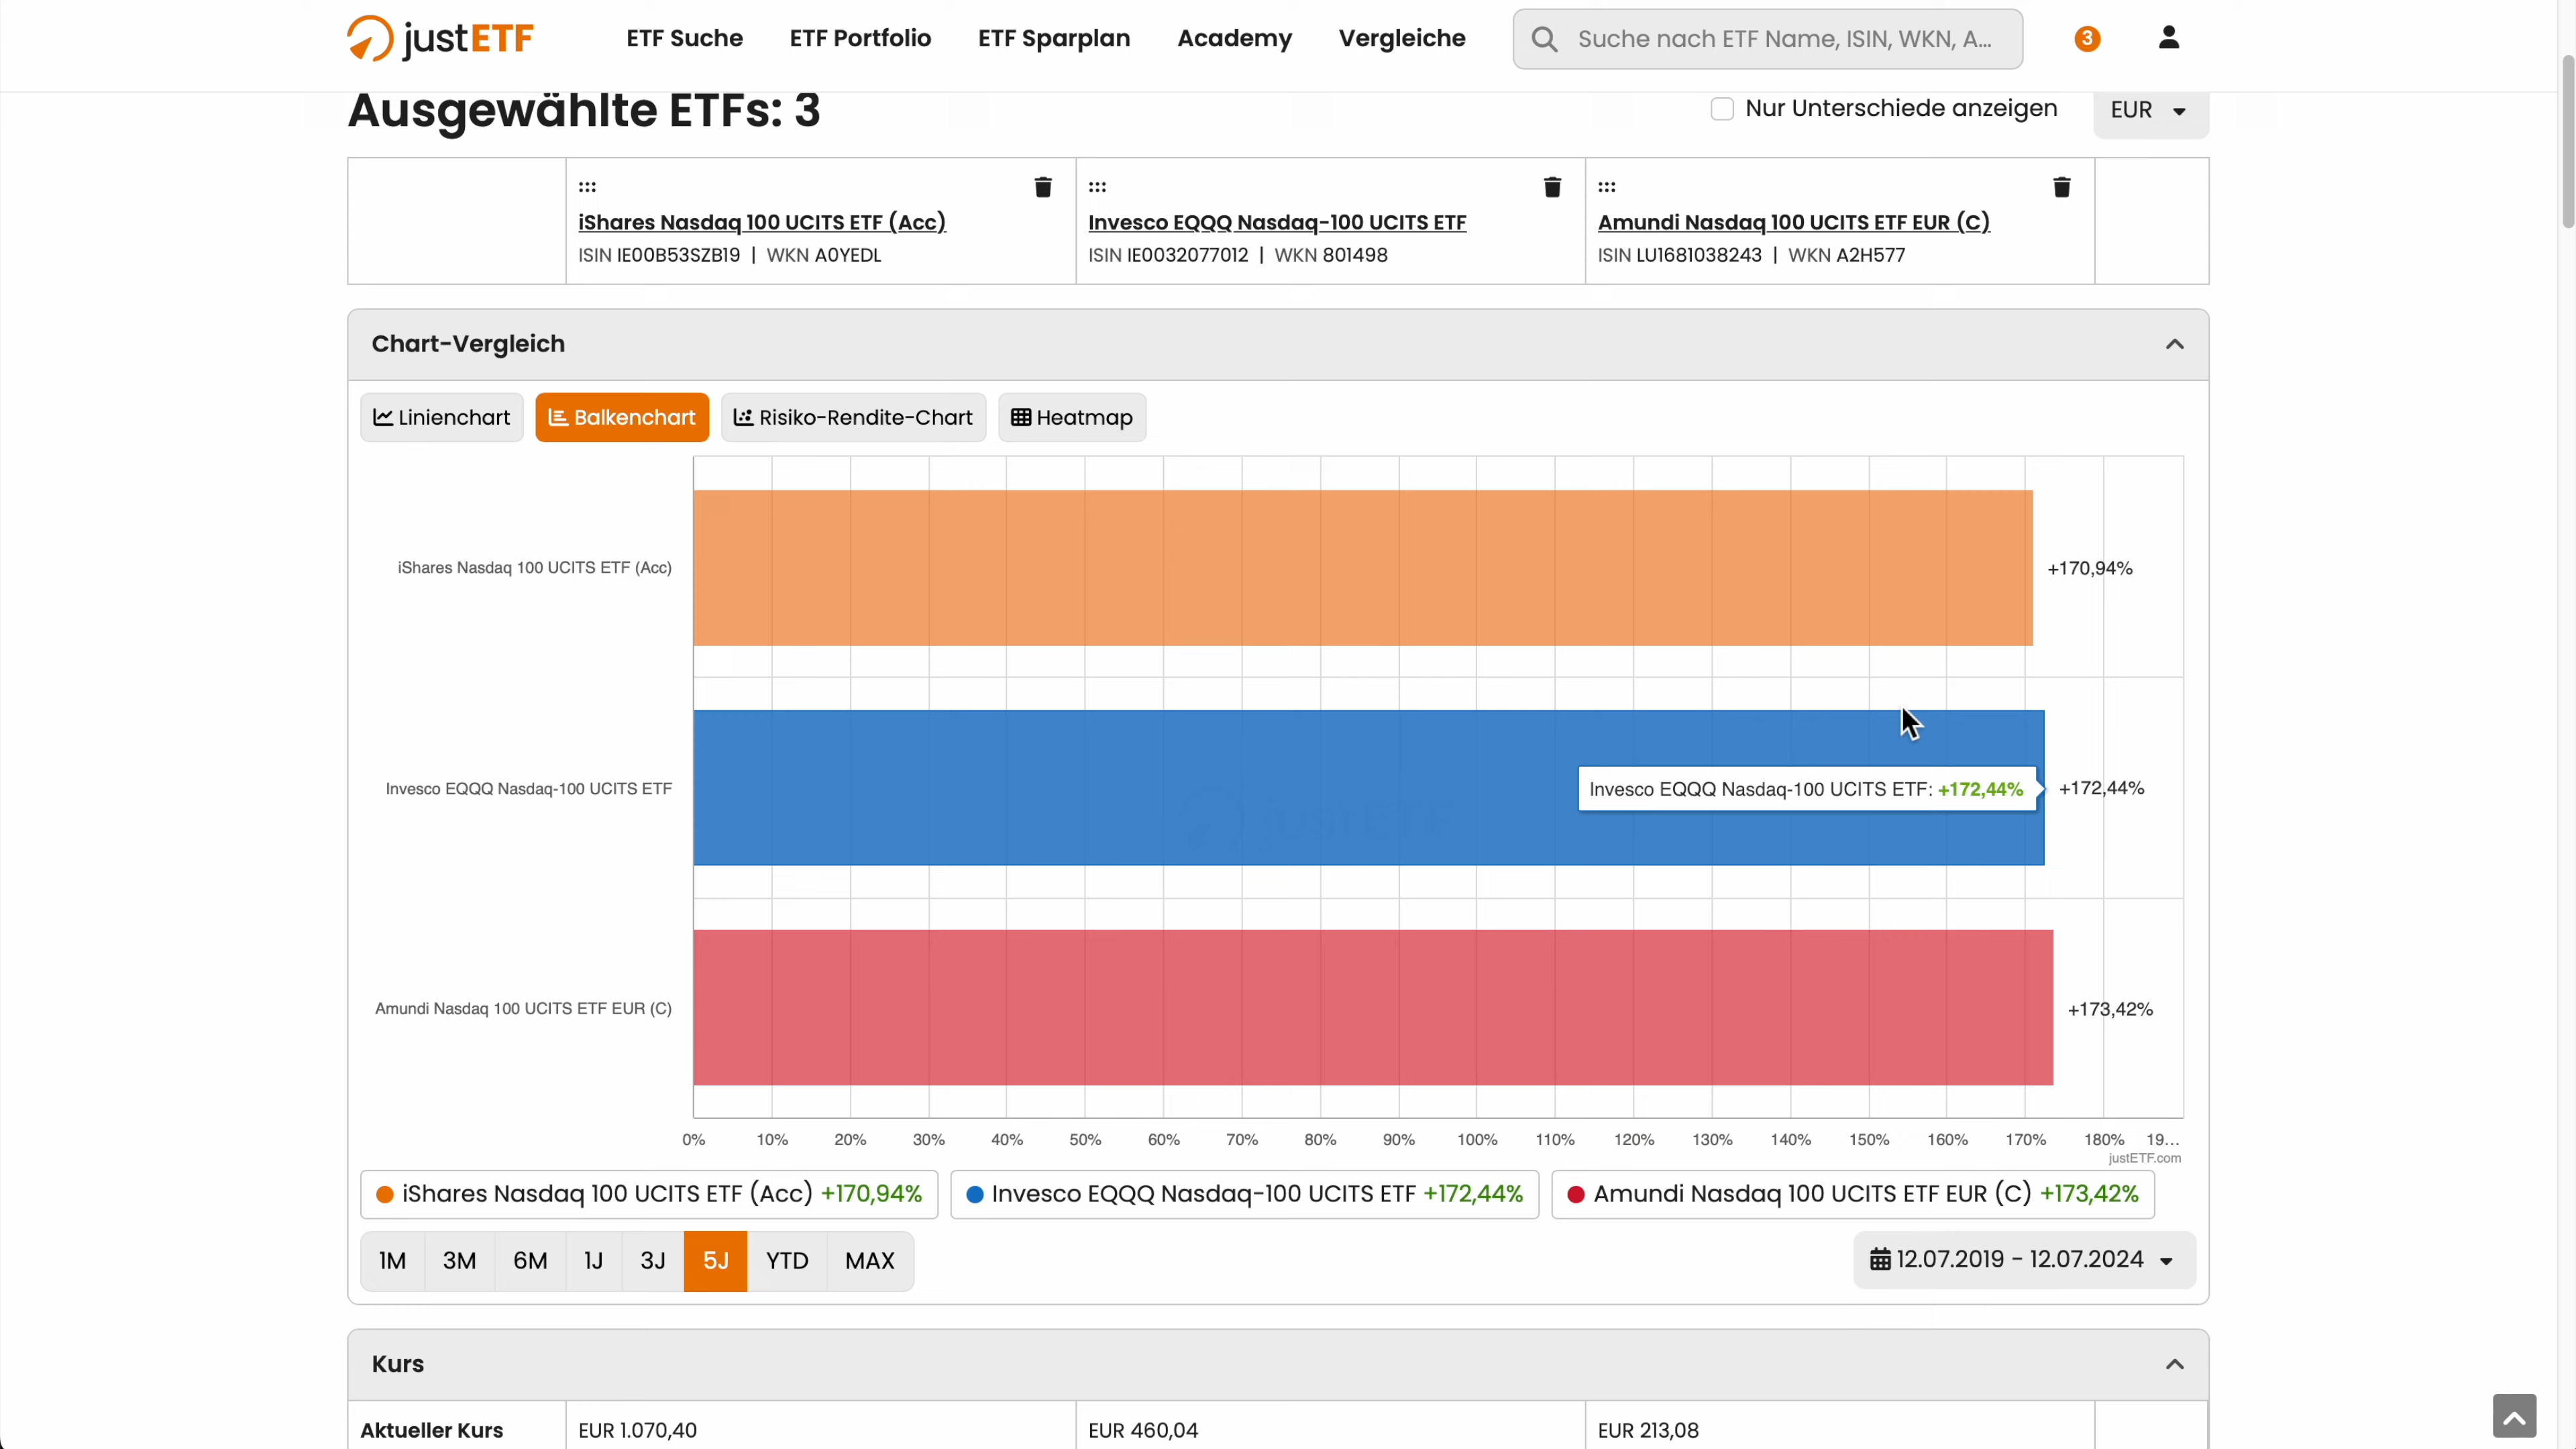 justETF
ETF Suche
ETF Portfolio
ETF Sparplan
Academy
Vergleiche
Suche nach ETF Name, ISIN, WKN, A...
3
Ausgewählte ETFs: 3
Nur Unterschiede anzeigen
EUR
iShares Nasdaq 100 UCITS ETF (Acc)
ISIN IE00B53SZB19 | WKN A0YEDL
Invesco EQQQ Nasdaq-100 UCITS ETF
ISIN IE0032077012 | WKN 801498
Amundi Nasdaq 100 UCITS ETF EUR (C)
ISIN LU1681038243 | WKN A2H577
Chart-Vergleich
Linienchart
Balkenchart
Risiko-Rendite-Chart
Heatmap
iShares Nasdaq 100 UCITS ETF (Acc)
+170,94%
Invesco EQQQ Nasdaq-100 UCITS ETF
Invesco EQQQ Nasdaq-100 UCITS ETF: +172,44%
+172,44%
Amundi Nasdaq 100 UCITS ETF EUR (C)
+173,42%
0% 10% 20% 30% 40% 50% 60% 70% 80% 90% 100% 110% 120% 130% 140% 150% 160% 170% 180% 19...
justETF.com
iShares Nasdaq 100 UCITS ETF (Acc) +170,94%
Invesco EQQQ Nasdaq-100 UCITS ETF +172,44%
Amundi Nasdaq 100 UCITS ETF EUR (C) +173,42%
1M 3M 6M 1J 3J 5J YTD MAX
12.07.2019 - 12.07.2024
Kurs
Aktueller Kurs
EUR 1.070,40
EUR 460,04
EUR 213,08